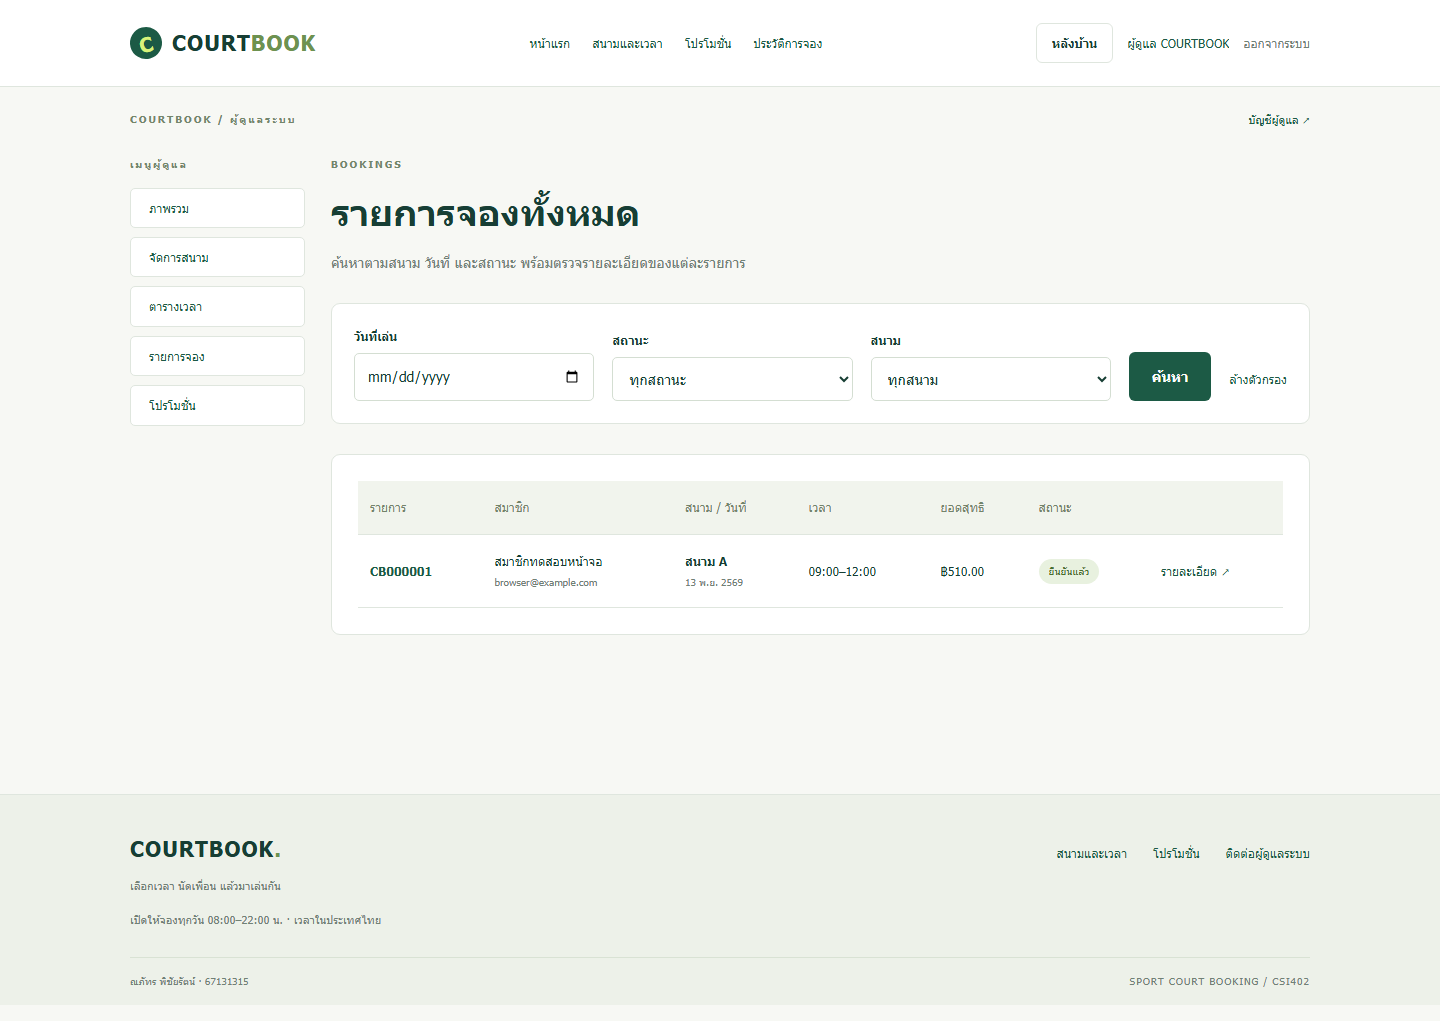 C COURTBOOK
หน้าแรก สนามและเวลา โปรโมชั่น ประวัติการจอง
หลังบ้าน ผู้ดูแล COURTBOOK ออกจากระบบ
COURTBOOK / ผู้ดูแลระบบ
บัญชีผู้ดูแล ↗
เมนูผู้ดูแล
ภาพรวม
จัดการสนาม
ตารางเวลา
รายการจอง
โปรโมชั่น
BOOKINGS
รายการจองทั้งหมด
ค้นหาตามสนาม วันที่ และสถานะ พร้อมตรวจรายละเอียดของแต่ละรายการ
วันที่เล่น สถานะ สนาม
mm/dd/yyyy ทุกสถานะ ทุกสนาม ค้นหา ล้างตัวกรอง
รายการ สมาชิก สนาม / วันที่ เวลา ยอดสุทธิ สถานะ
CB000001 สมาชิกทดสอบหน้าจอ สนาม A 09:00–12:00 ฿510.00 ยืนยันแล้ว รายละเอียด ↗
browser@example.com 13 พ.ย. 2569
COURTBOOK.
สนามและเวลา โปรโมชั่น ติดต่อผู้ดูแลระบบ
เลือกเวลา นัดเพื่อน แล้วมาเล่นกัน
เปิดให้จองทุกวัน 08:00–22:00 น. · เวลาในประเทศไทย
ณภัทร พิชัยรัตน์ · 67131315
SPORT COURT BOOKING / CSI402